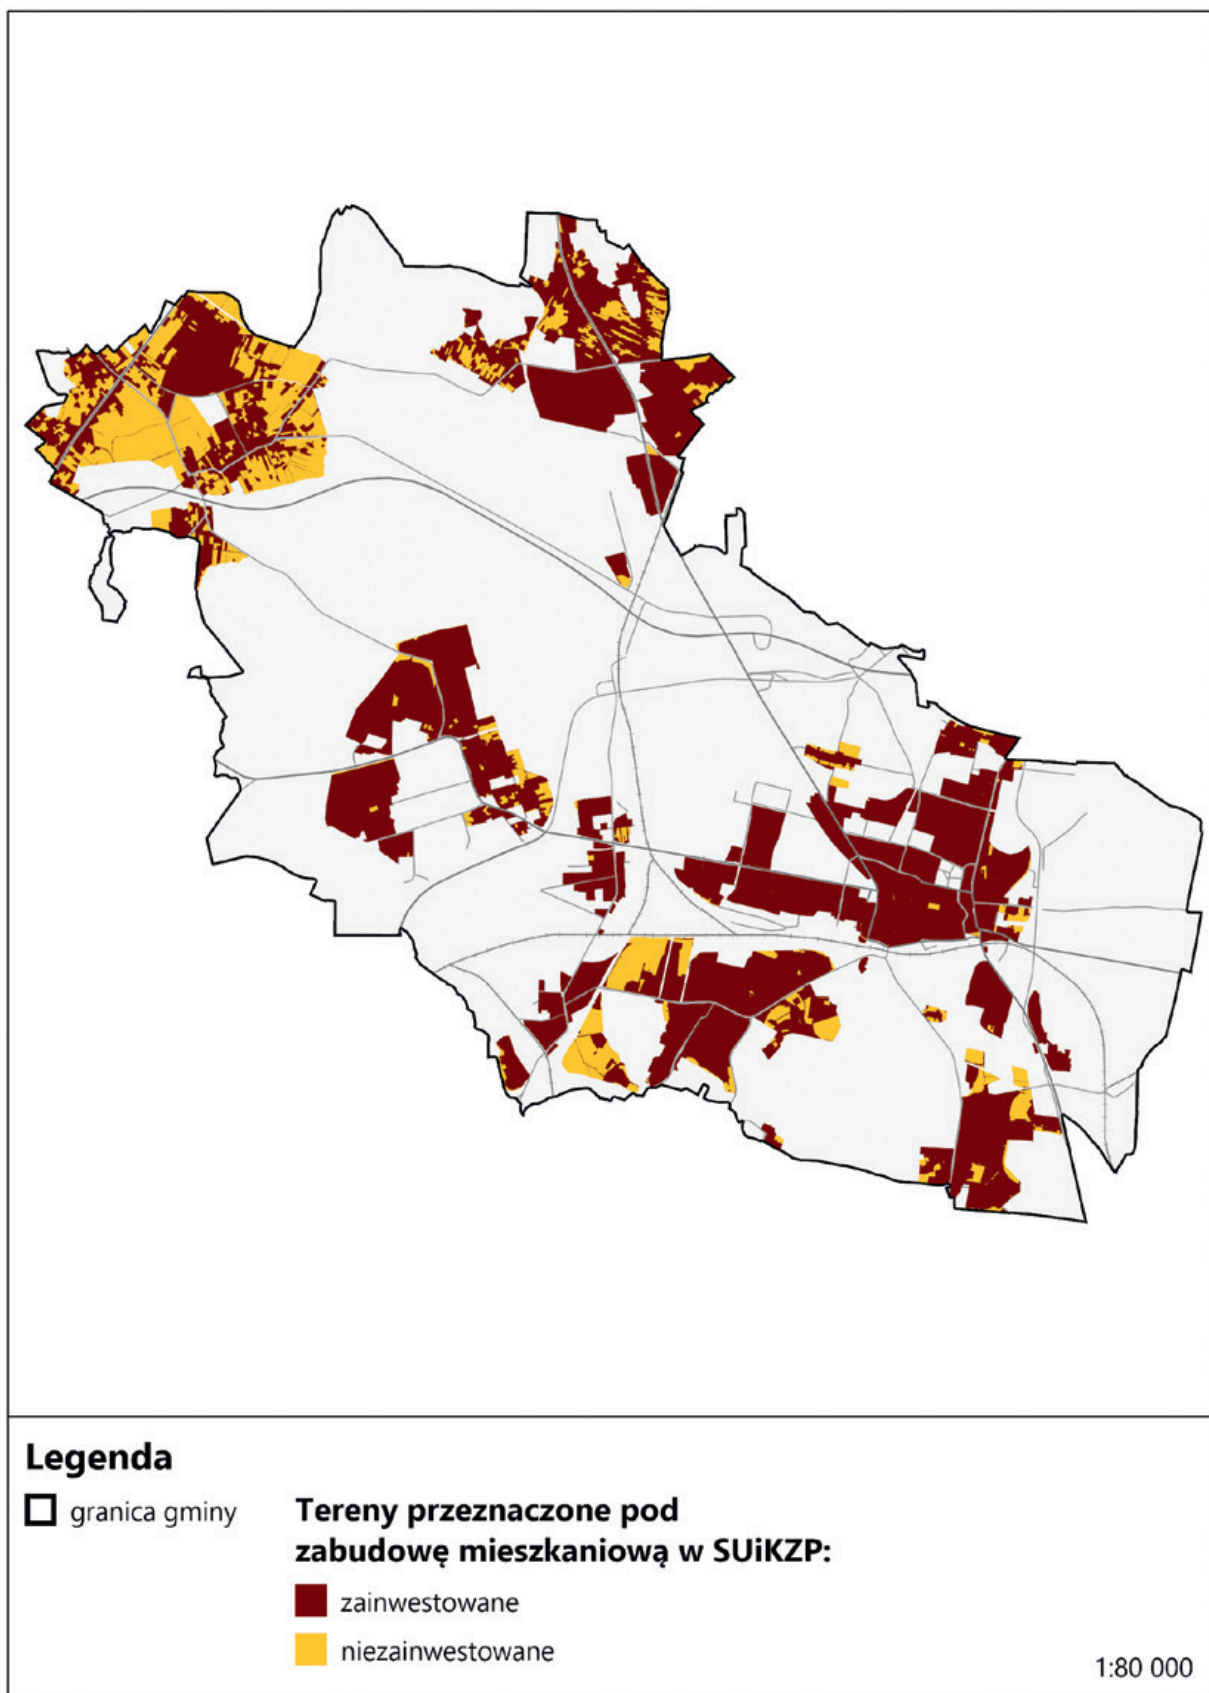 Legenda
granica gminy
Tereny przeznaczone pod
zabudowę mieszkaniową w SUiKZP:
zainwestowane
niezainwestowane
1:80 000